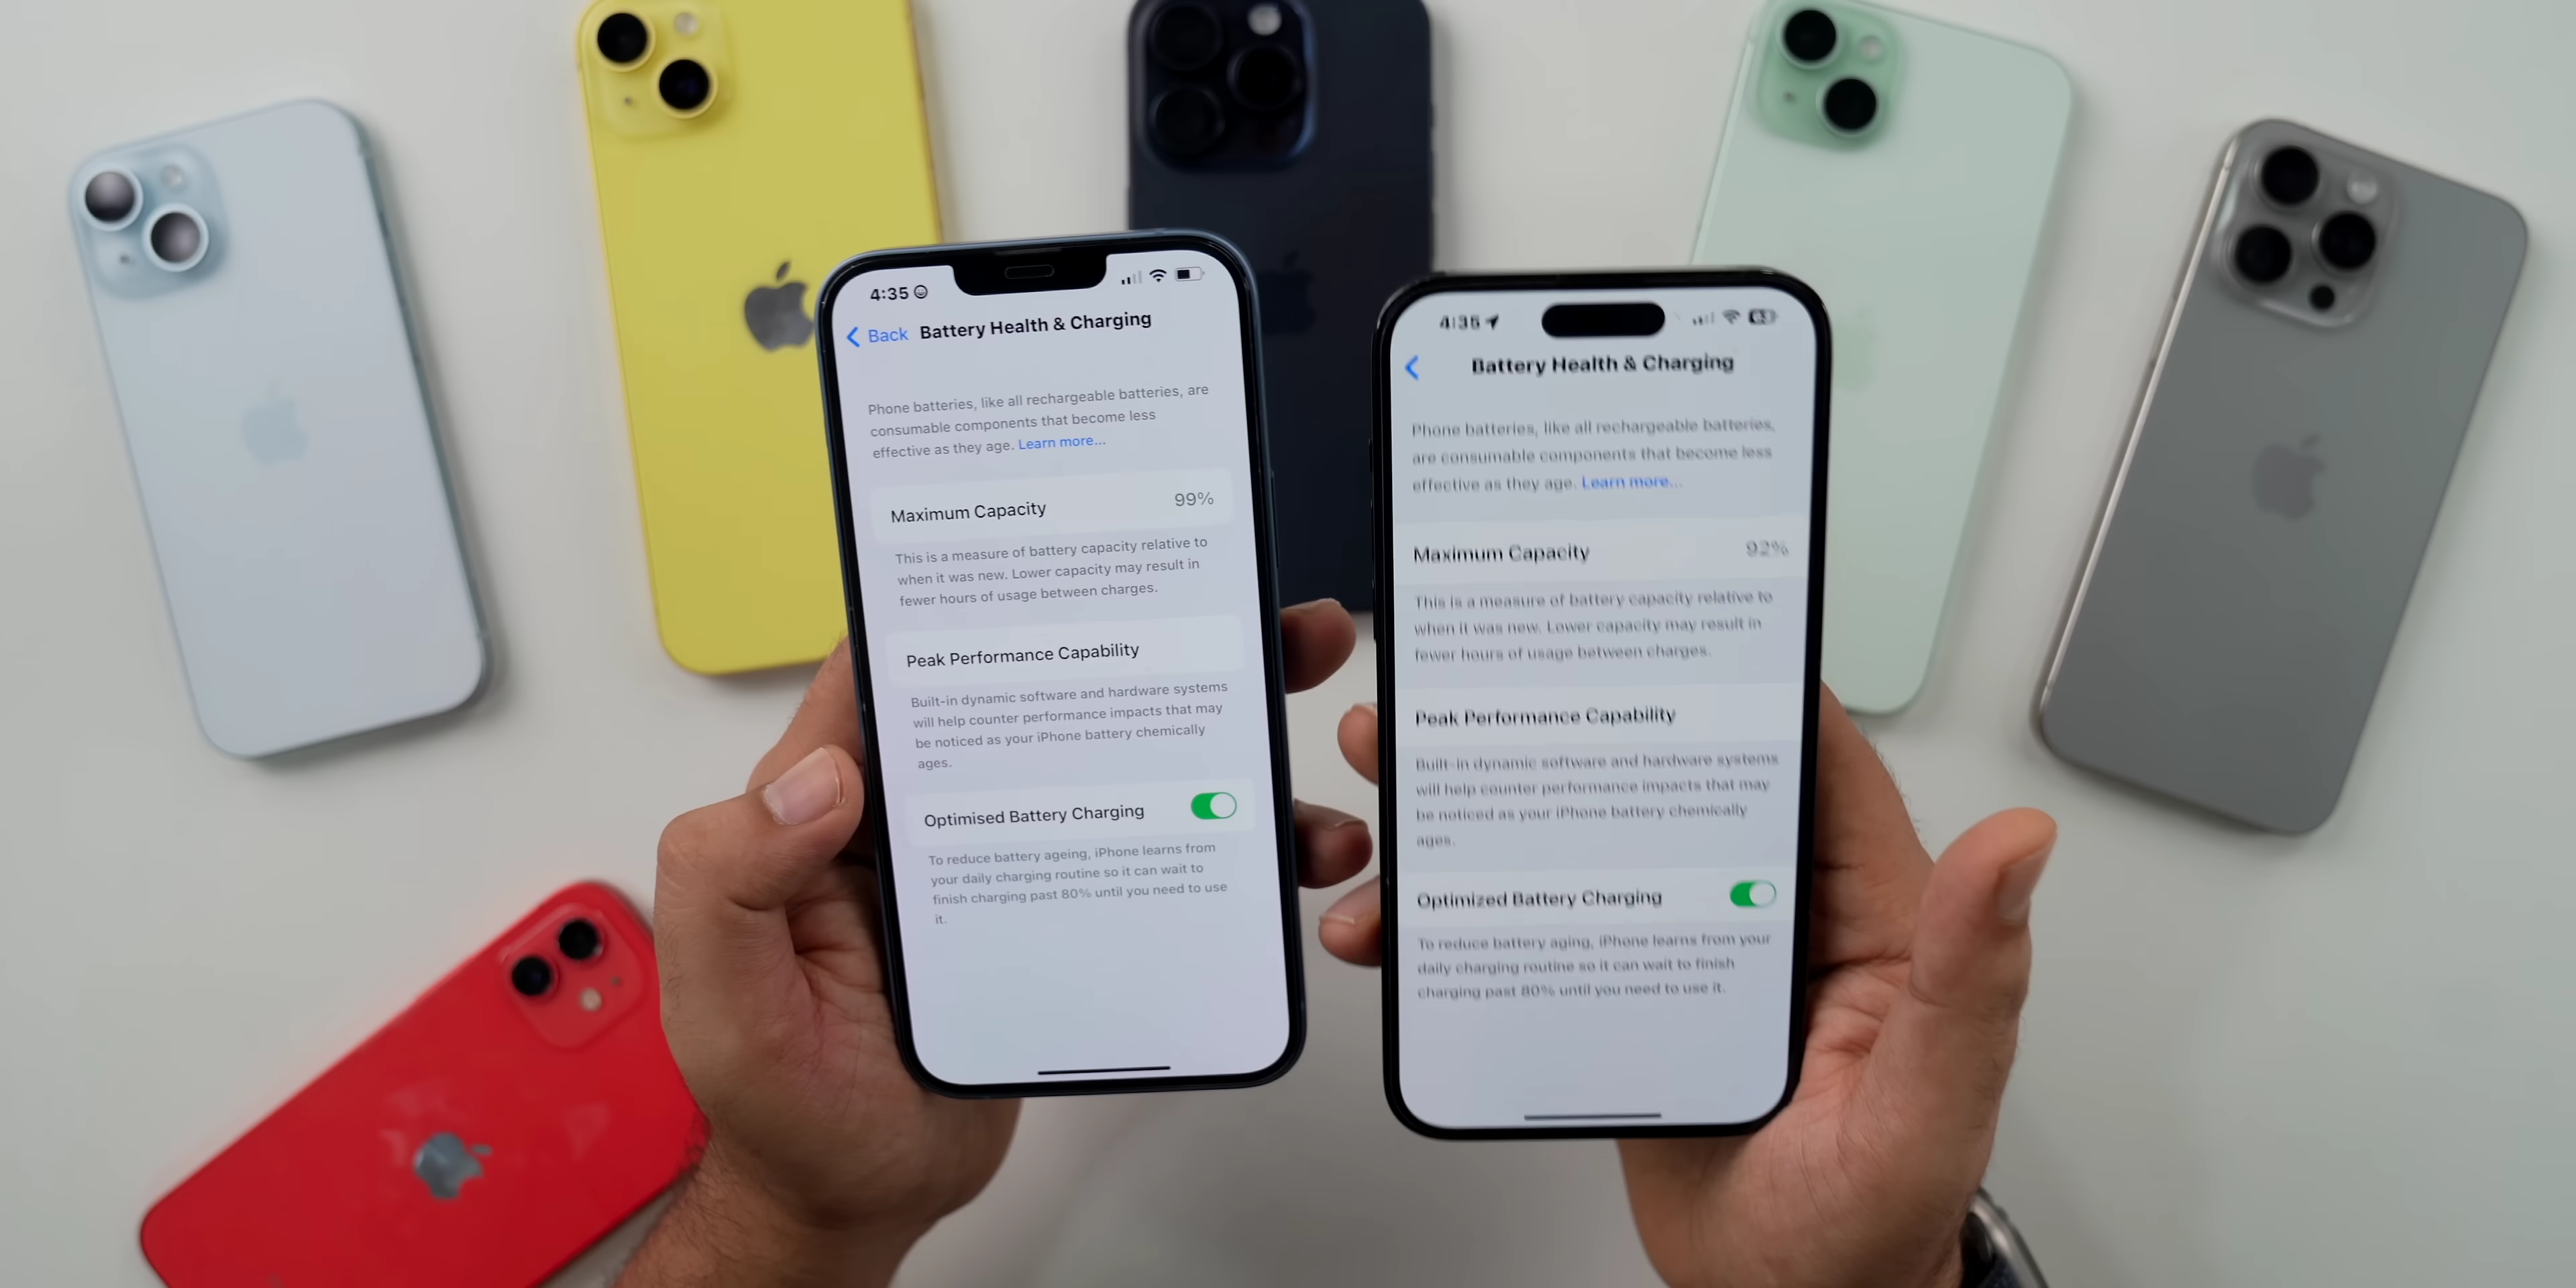 4:35
Back Battery Health & Charging
Phone batteries, like all rechargeable batteries, are
consumable components that become less
effective as they age. Learn more...
Maximum Capacity 99%
This is a measure of battery capacity relative to
when it was new. Lower capacity may result in
fewer hours of usage between charges.
Peak Performance Capability
Built-in dynamic software and hardware systems
will help counter performance impacts that may
be noticed as your iPhone battery chemically
ages.
Optimised Battery Charging
To reduce battery ageing, iPhone learns from
your daily charging routine so it can wait to
finish charging past 80% until you need to use
it.
4:35
Battery Health & Charging
Phone batteries, like all rechargeable batteries,
are consumable components that become less
effective as they age. Learn more...
Maximum Capacity 92%
This is a measure of battery capacity relative to
when it was new. Lower capacity may result in
fewer hours of usage between charges.
Peak Performance Capability
Built-in dynamic software and hardware systems
will help counter performance impacts that may
be noticed as your iPhone battery chemically
ages.
Optimized Battery Charging
To reduce battery aging, iPhone learns from your
daily charging routine so it can wait to finish
charging past 80% until you need to use it.